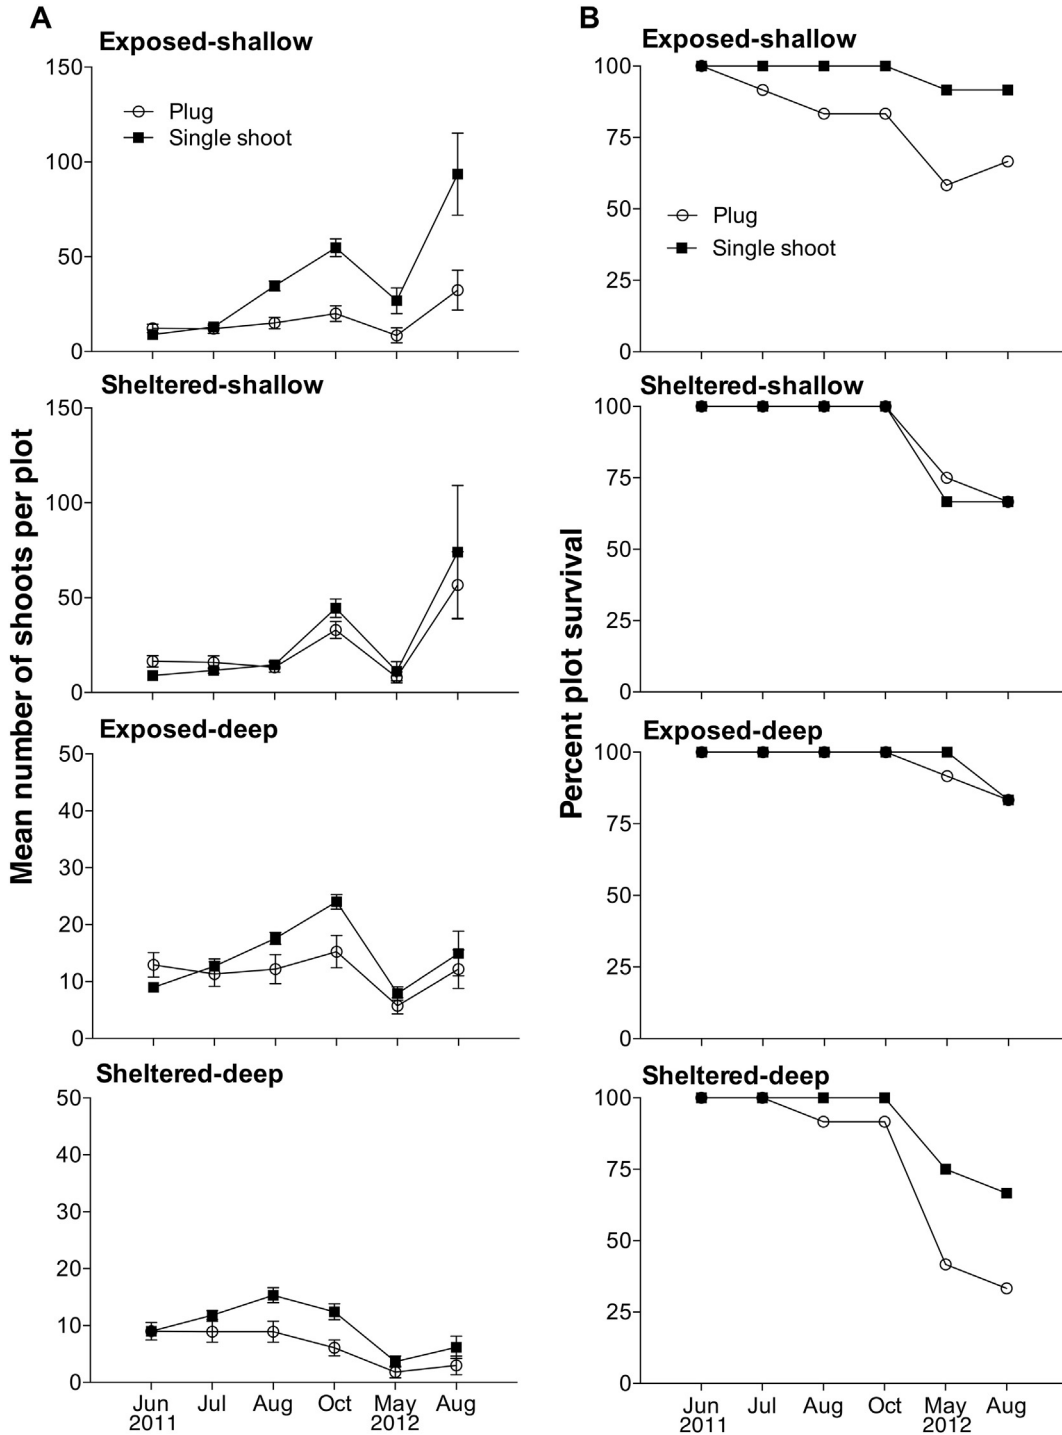 A
Exposed-shallow
150
100
50
0
Plug
Single shoot
Sheltered-shallow
150
100
50
0
Mean number of shoots per plot
Exposed-deep
50
40
30
20
10
0
Sheltered-deep
50
40
30
20
10
0
Jun Jul Aug Oct May Aug
2011 2012
B
Exposed-shallow
100
75
50
25
0
Plug
Single shoot
Sheltered-shallow
100
75
50
25
0
Percent plot survival
Exposed-deep
100
75
50
25
0
Sheltered-deep
100
75
50
25
0
Jun Jul Aug Oct May Aug
2011 2012